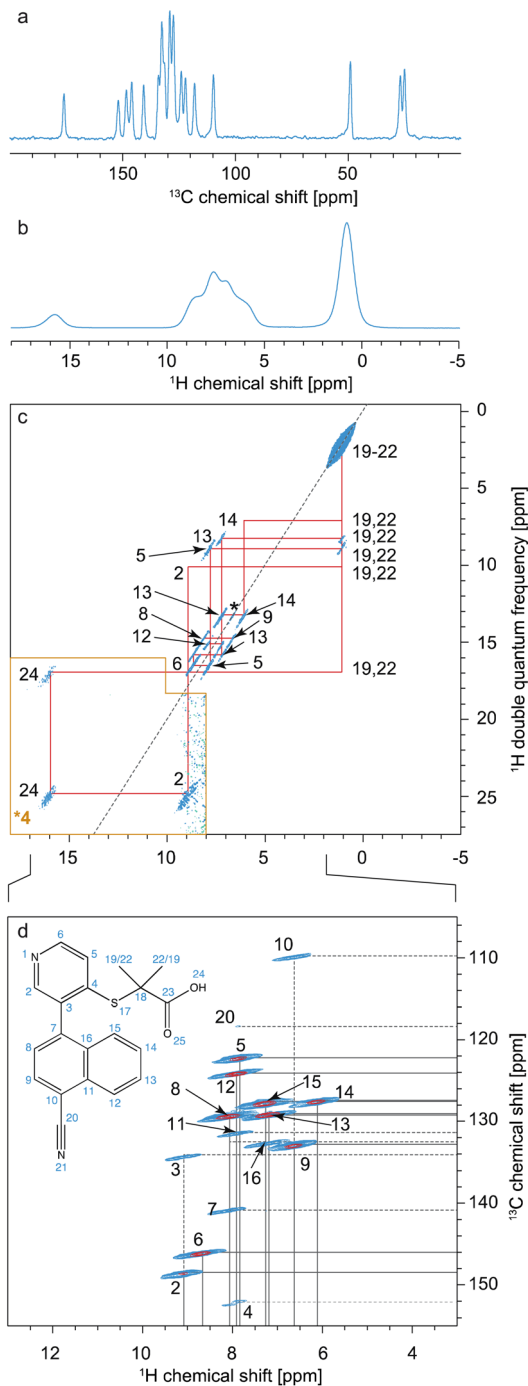 a
150 100 50
13C chemical shift [ppm]
b
15 10 5 0 -5
1H chemical shift [ppm]
c
0
19-22
5
14 19,22
13 19,22
5 19,22
2 19,22
10
13 * 14
8 9
12 13
15
6 5
24 19,22
20
24 2
25
*4
15 10 5 0 -5
1H double quantum frequency [ppm]
d
6
1 N 5
2 4
3
19/22 22/19
S 18 23 OH 24
17 O
25
7 16 15
8 14
9 11 13
10 12
20
N
21
10
110
20
120
5
12 15 14
8
11 13
130
3 16 9
7
140
6
2
150
4
12 10 8 6 4
1H chemical shift [ppm]
13C chemical shift [ppm]